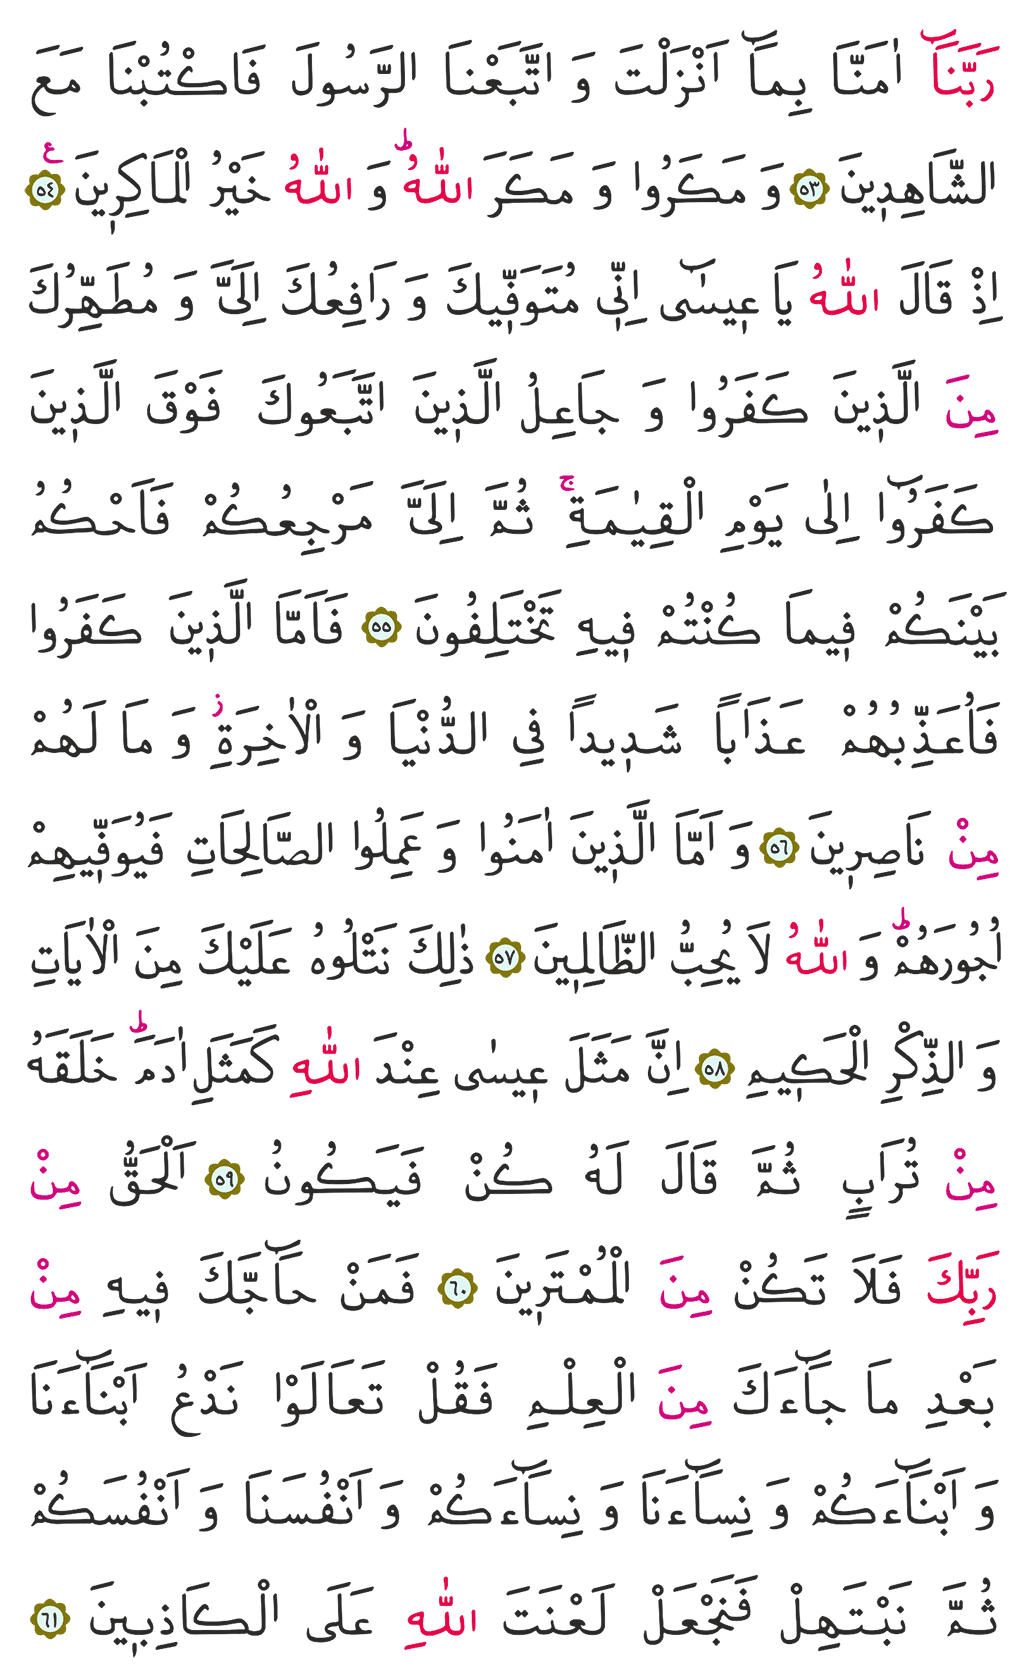 رَبَّنَٓا اٰمَنَّا بِمَٓا اَنْزَلْتَ وَ اتَّبَعْنَا الرَّسُولَ فَاكْتُبْنَا مَعَ
الشَّاهِدٖينَ ٥٣ وَ مَكَرُوا وَ مَكَرَ اللّٰهُؕ وَ اللّٰهُ خَيْرُ الْمَاكِرٖينَ ع ٥٤
اِذْ قَالَ اللّٰهُ يَا عٖيسٰٓى اِنّٖى مُتَوَفّٖيكَ وَ رَافِعُكَ اِلَىَّ وَ مُطَهِّرُكَ
مِنَ الَّذٖينَ كَفَرُوا وَ جَاعِلُ الَّذٖينَ اتَّبَعُوكَ فَوْقَ الَّذٖينَ
كَفَرُٓوا اِلٰى يَوْمِ الْقِيٰمَةِۚ ثُمَّ اِلَىَّ مَرْجِعُكُمْ فَاَحْكُمُ
بَيْنَكُمْ فٖيمَا كُنْتُمْ فٖيهِ تَخْتَلِفُونَ ٥٥ فَاَمَّا الَّذٖينَ كَفَرُوا
فَاُعَذِّبُهُمْ عَذَابًا شَدٖيدًا فِى الدُّنْيَا وَ الْاٰخِرَةِؗ وَ مَا لَهُمْ
مِنْ نَاصِرٖينَ ٥٦ وَ اَمَّا الَّذٖينَ اٰمَنُوا وَ عَمِلُوا الصَّالِحَاتِ فَيُوَفّٖيهِمْ
اُجُورَهُمْؕ وَ اللّٰهُ لَا يُحِبُّ الظَّالِمٖينَ ٥٧ ذٰلِكَ نَتْلُوهُ عَلَيْكَ مِنَ الْاٰيَاتِ
وَ الذِّكْرِ الْحَكٖيمِ ٥٨ اِنَّ مَثَلَ عٖيسٰى عِنْدَ اللّٰهِ كَمَثَلِ اٰدَمَؕ خَلَقَهُ
مِنْ تُرَابٍ ثُمَّ قَالَ لَهُ كُنْ فَيَكُونُ ٥٩ اَلْحَقُّ مِنْ
رَبِّكَ فَلَا تَكُنْ مِنَ الْمُمْتَرٖينَ ٦٠ فَمَنْ حَٓاجَّكَ فٖيهِ مِنْ
بَعْدِ مَا جَٓاءَكَ مِنَ الْعِلْمِ فَقُلْ تَعَالَوْا نَدْعُ اَبْنَٓاءَنَا
وَ اَبْنَٓاءَكُمْ وَ نِسَٓاءَنَا وَ نِسَٓاءَكُمْ وَ اَنْفُسَنَا وَ اَنْفُسَكُمْ
ثُمَّ نَبْتَهِلْ فَنَجْعَلْ لَعْنَتَ اللّٰهِ عَلَى الْكَاذِبٖينَ ٦١